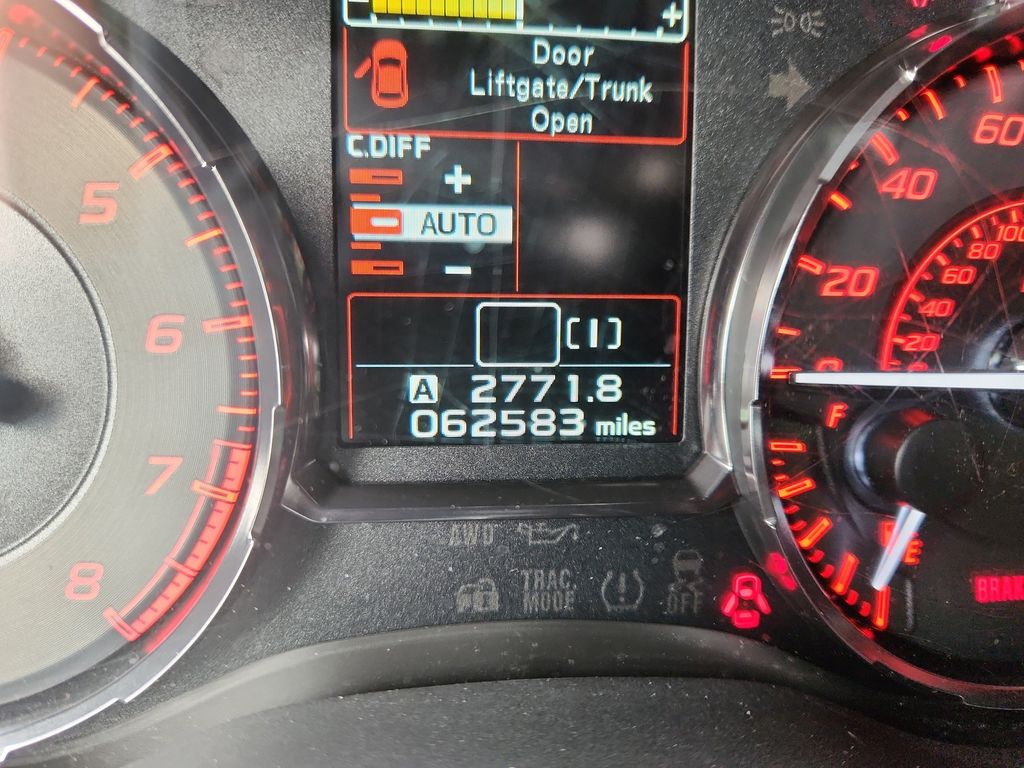 - +
Door
Liftgate/Trunk
Open
C.DIFF
+
AUTO
-
[I]
A 2771.8
062583 miles
5
6
7
8
60
40
20
0
100
80
60
40
20
0
F
E
AWD
TRAC
MODE
OFF
BRAK